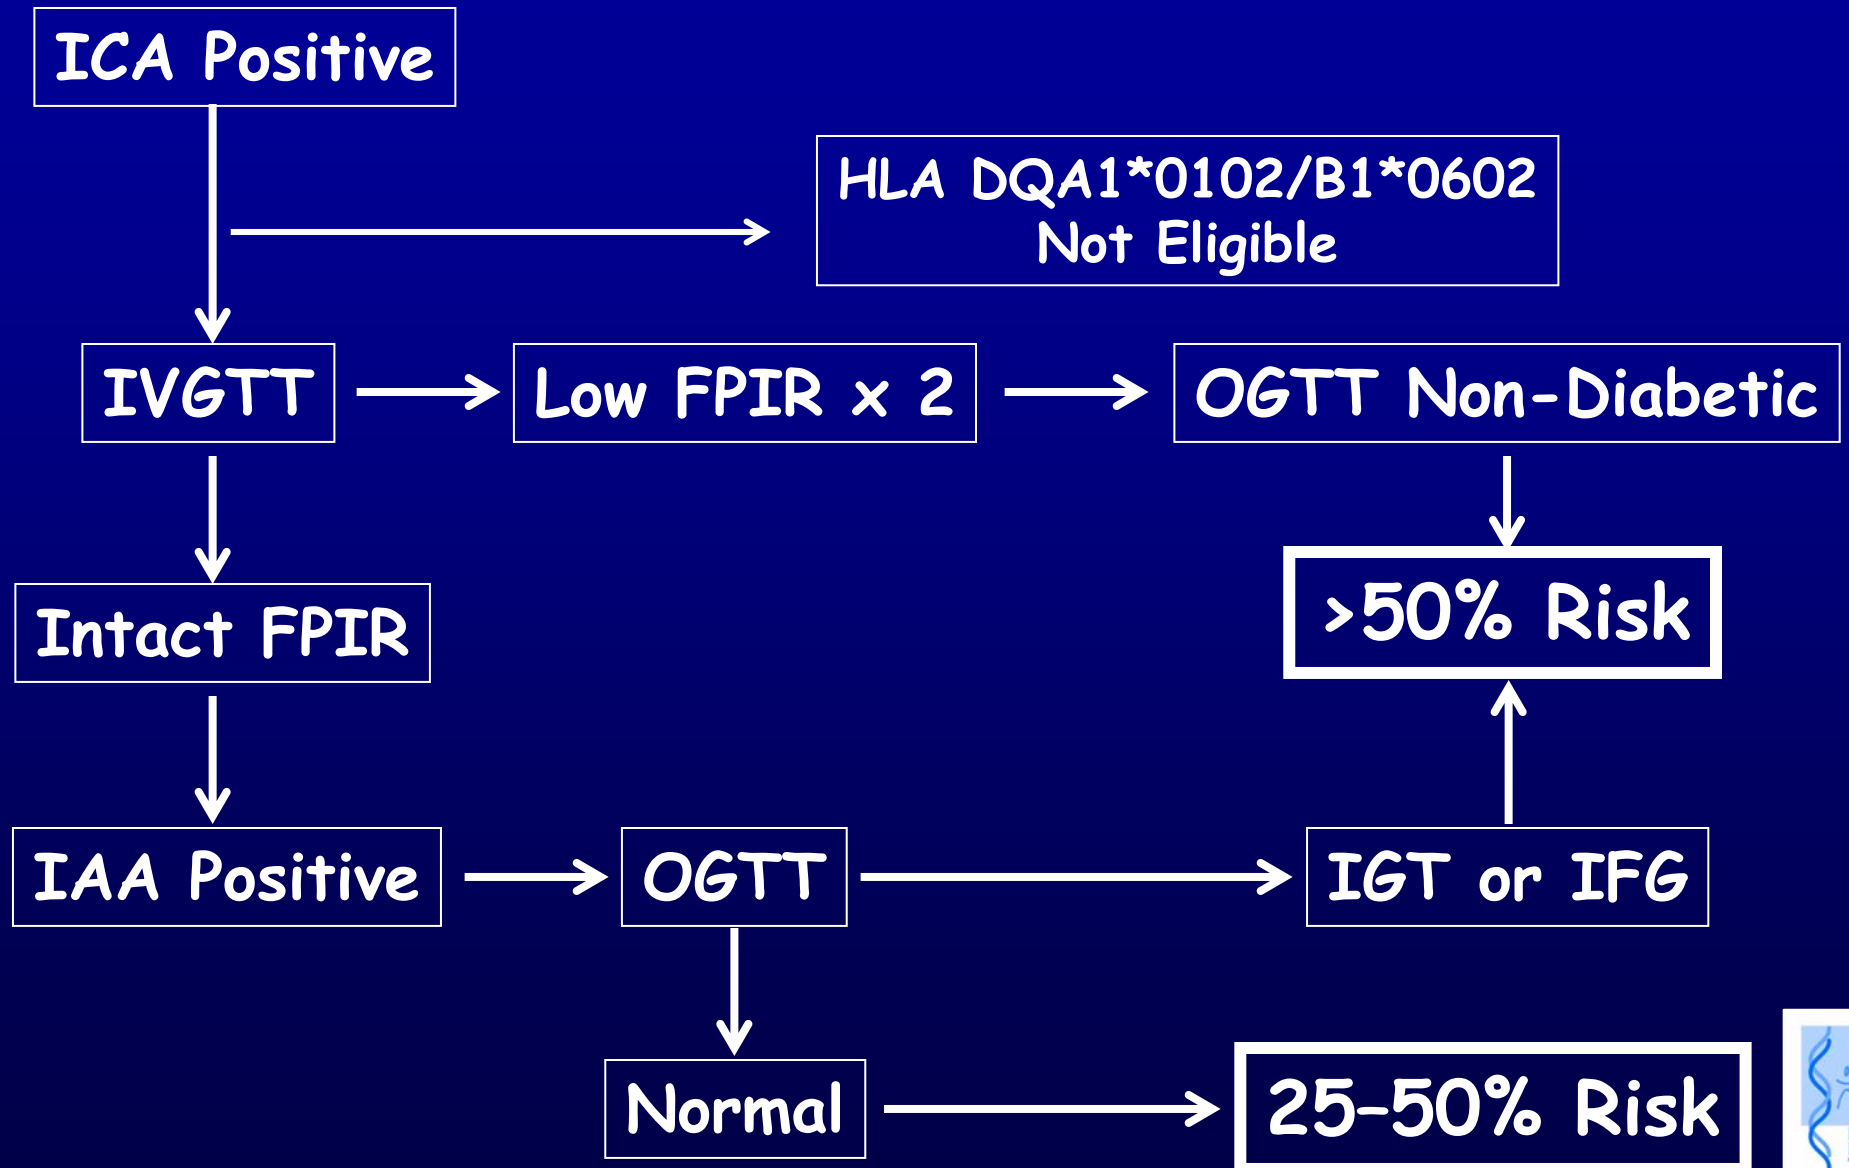 ICA Positive
HLA DQA1*0102/B1*0602
Not Eligible
IVGTT
Low FPIR x 2
OGTT Non-Diabetic
Intact FPIR
>50% Risk
IAA Positive
OGTT
IGT or IFG
Normal
25-50% Risk